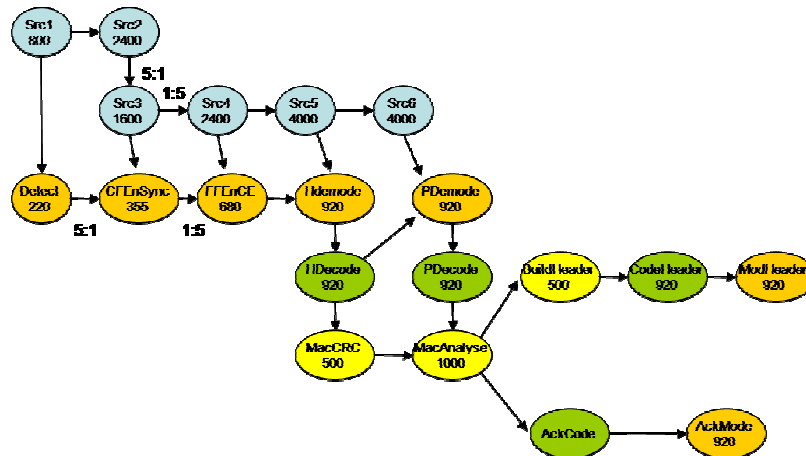 Src1
800
Src2
2400
5:1
1:5
Src3
1600
Src4
2400
Src5
4000
Src6
4000
Detect
220
CFEnSync
355
FFEnCE
680
Hdemode
920
PDemode
920
5:1
1:5
HDecode
920
PDecode
920
BuildHeader
500
CodeHeader
920
ModHeader
920
MacCRC
500
MacAnalyse
1000
AckCode
AckMode
920